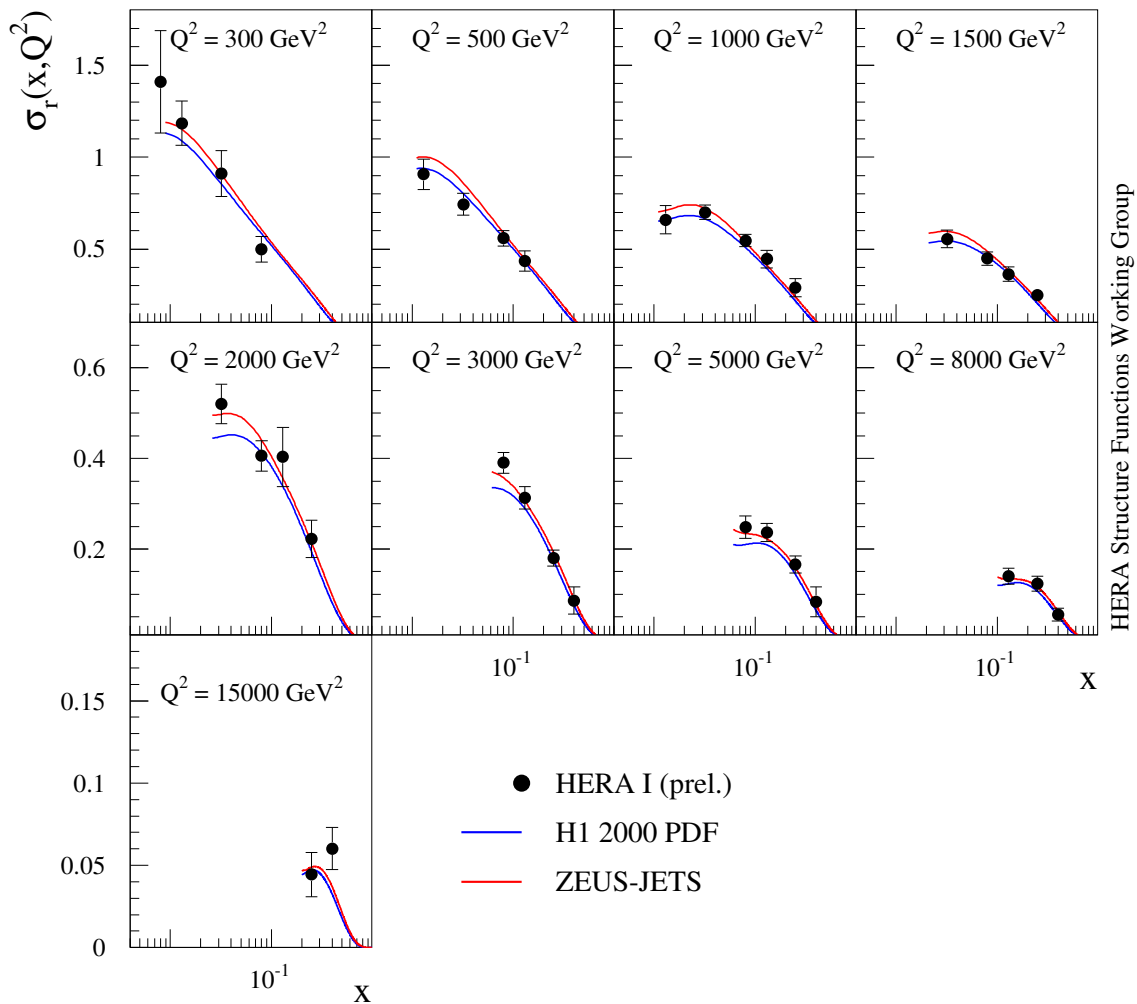 σr(x,Q²)
Q² = 300 GeV²
Q² = 500 GeV²
Q² = 1000 GeV²
Q² = 1500 GeV²
1.5
1
0.5
Q² = 2000 GeV²
Q² = 3000 GeV²
Q² = 5000 GeV²
Q² = 8000 GeV²
0.6
0.4
0.2
10⁻¹
10⁻¹
10⁻¹
x
Q² = 15000 GeV²
0.15
0.1
0.05
0
10⁻¹
x
HERA I (prel.)
H1 2000 PDF
ZEUS-JETS
HERA Structure Functions Working Group